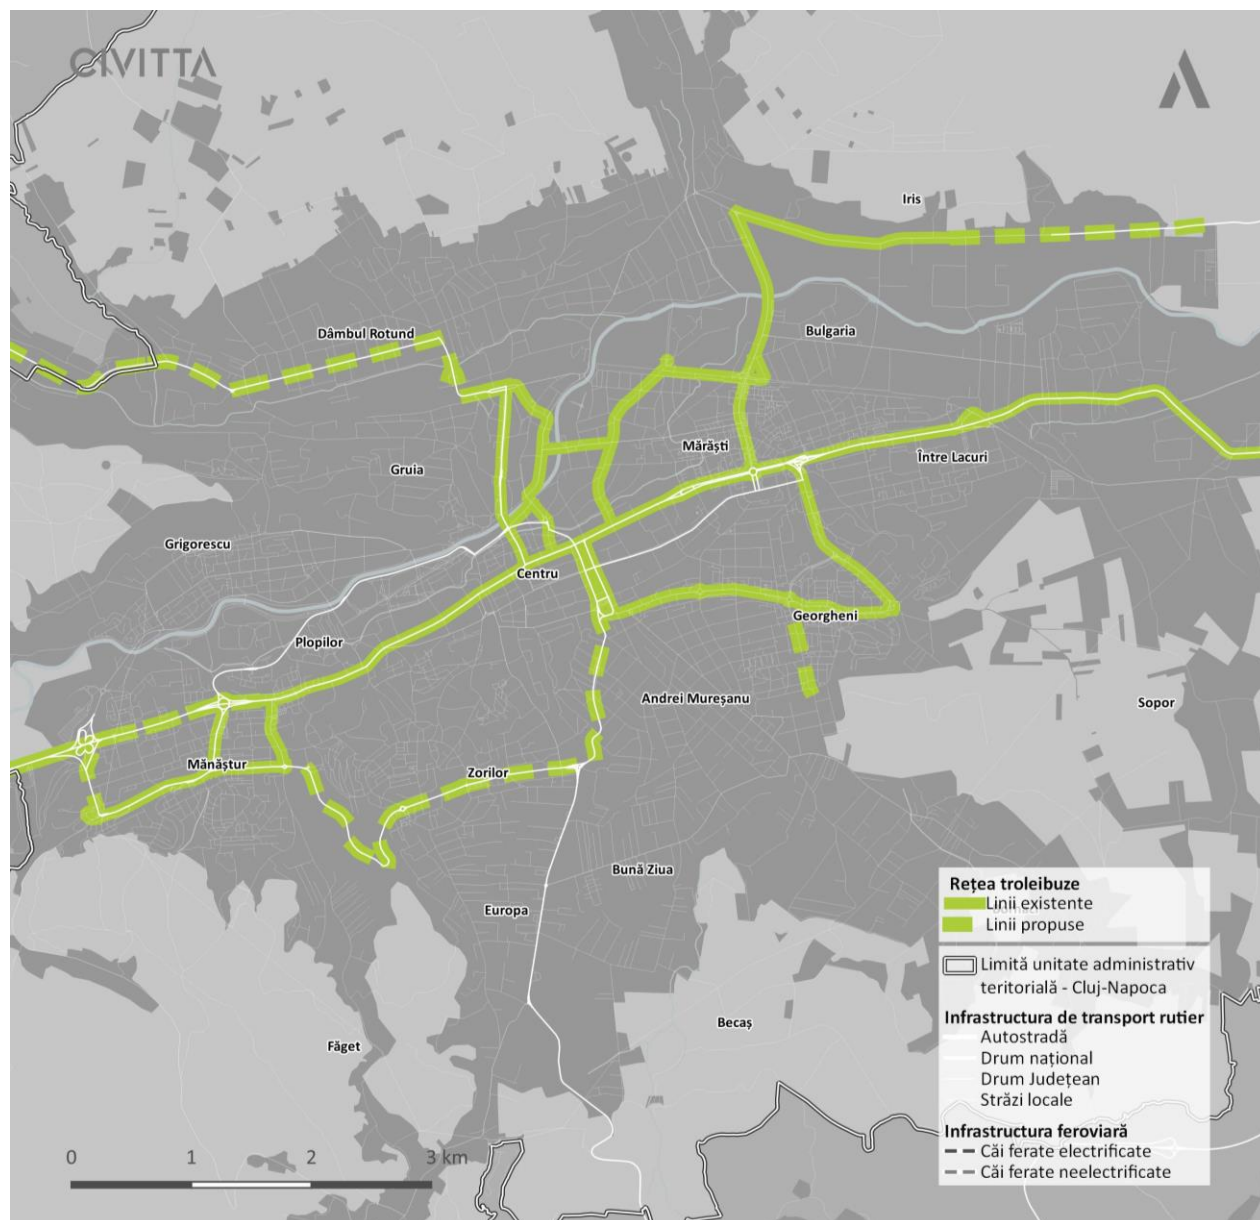 CIVITTA
Iris
Dâmbul Rotund
Bulgaria
Mărăști
Între Lacuri
Gruia
Grigorescu
Centru
Georgheni
Plopilor
Andrei Mureșanu
Sopor
Mănăștur
Zorilor
Bună Ziua
Europa
Becaș
Făget
0 1 2 3 km
Rețea troleibuze
Linii existente
Linii propuse
Limită unitate administrativ
teritorială - Cluj-Napoca
Infrastructura de transport rutier
Autostradă
Drum național
Drum Județean
Străzi locale
Infrastructura feroviară
Căi ferate electrificate
Căi ferate neelectrificate